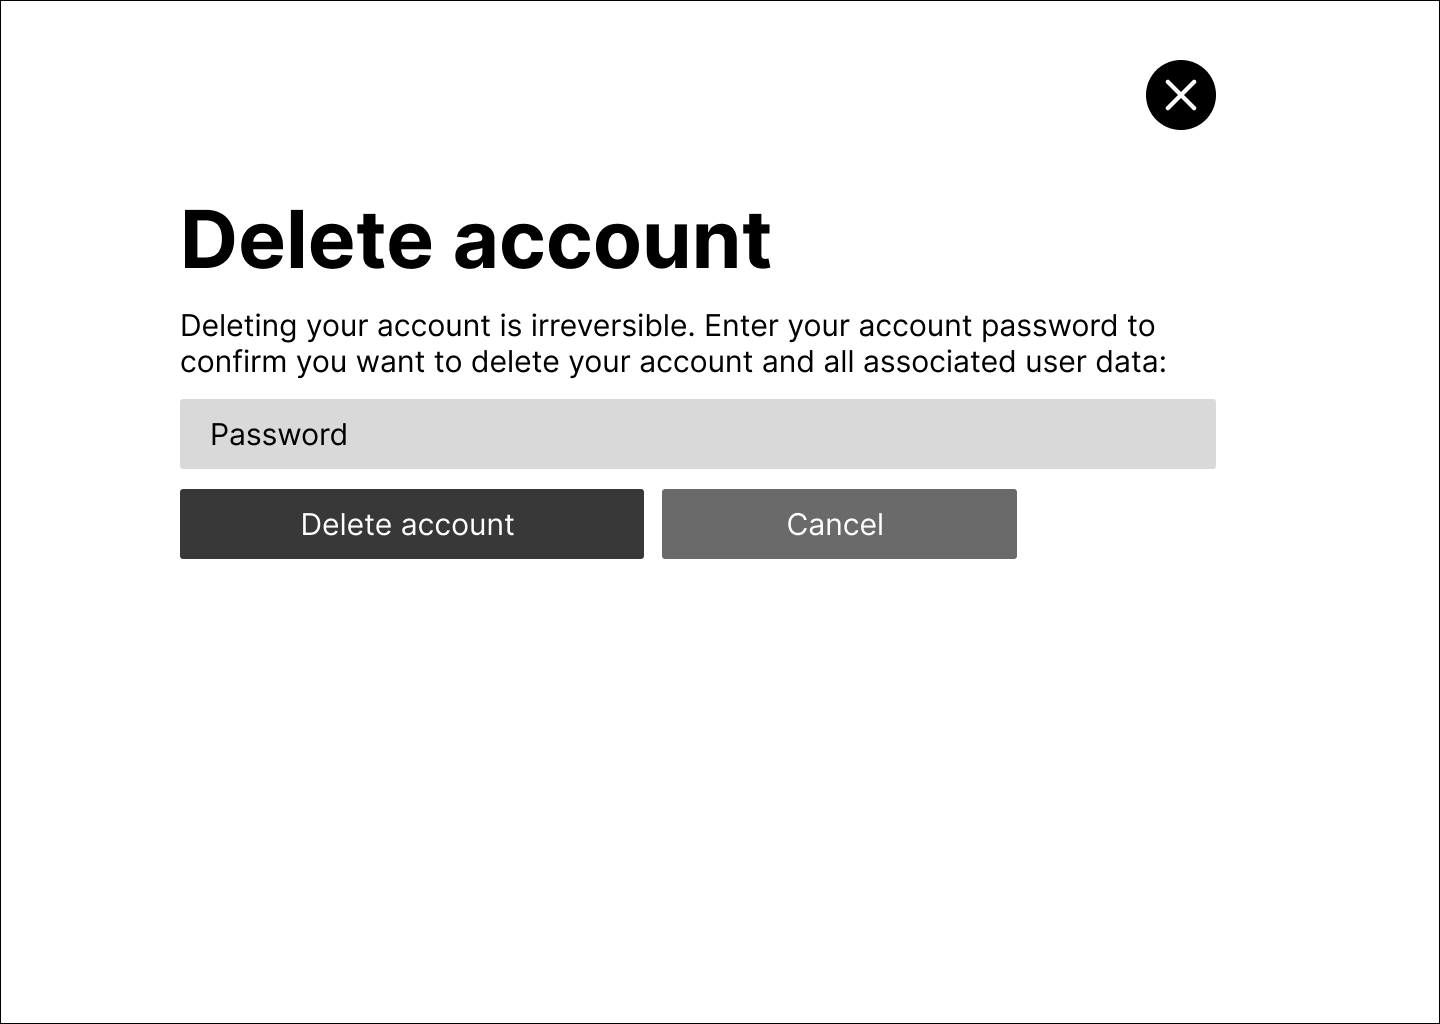 Delete account
Deleting your account is irreversible. Enter your account password to
confirm you want to delete your account and all associated user data:
Password
Delete account
Cancel